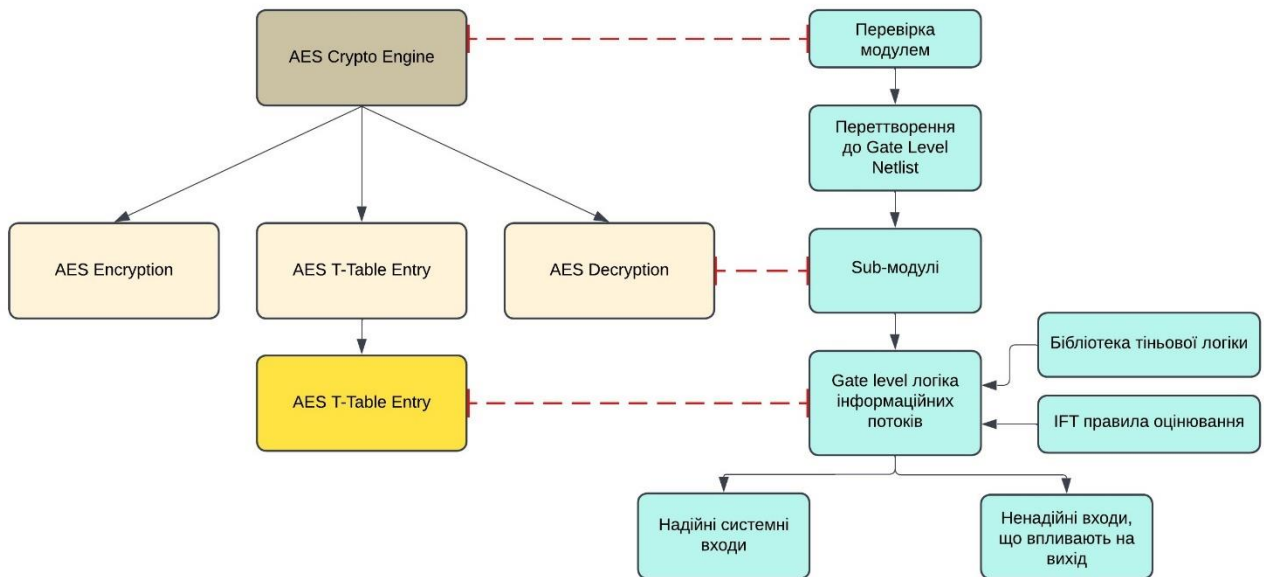 AES Crypto Engine
Перевірка
модулем
Переттворення
до Gate Level
Netlist
AES Encryption
AES T-Table Entry
AES Decryption
Sub-модулі
AES T-Table Entry
Gate level логіка
інформаційних
потоків
Бібліотека тіньової логіки
IFT правила оцінювання
Надійні системні
входи
Ненадійні входи,
що впливають на
вихід